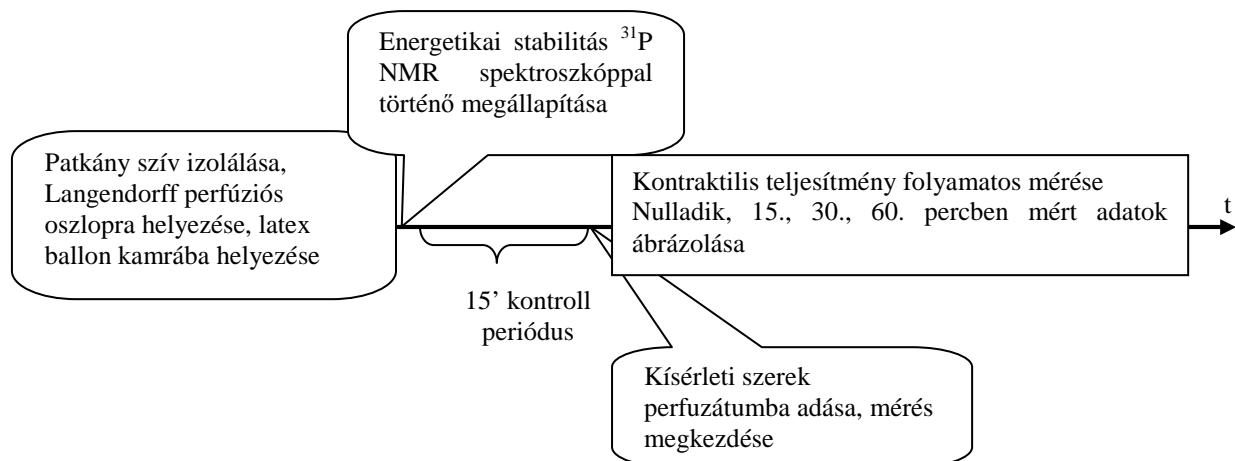 Energetikai stabilitás ³¹P
NMR spektroszkóppal
történő megállapítása
Patkány szív izolálása,
Langendorff perfúziós
oszlopra helyezése, latex
ballon kamrába helyezése
Kontraktilis teljesítmény folyamatos mérése
Nulladik, 15., 30., 60. percben mért adatok
ábrázolása
t
15’ kontroll
periódus
Kísérleti szerek
perfuzátumba adása, mérés
megkezdése